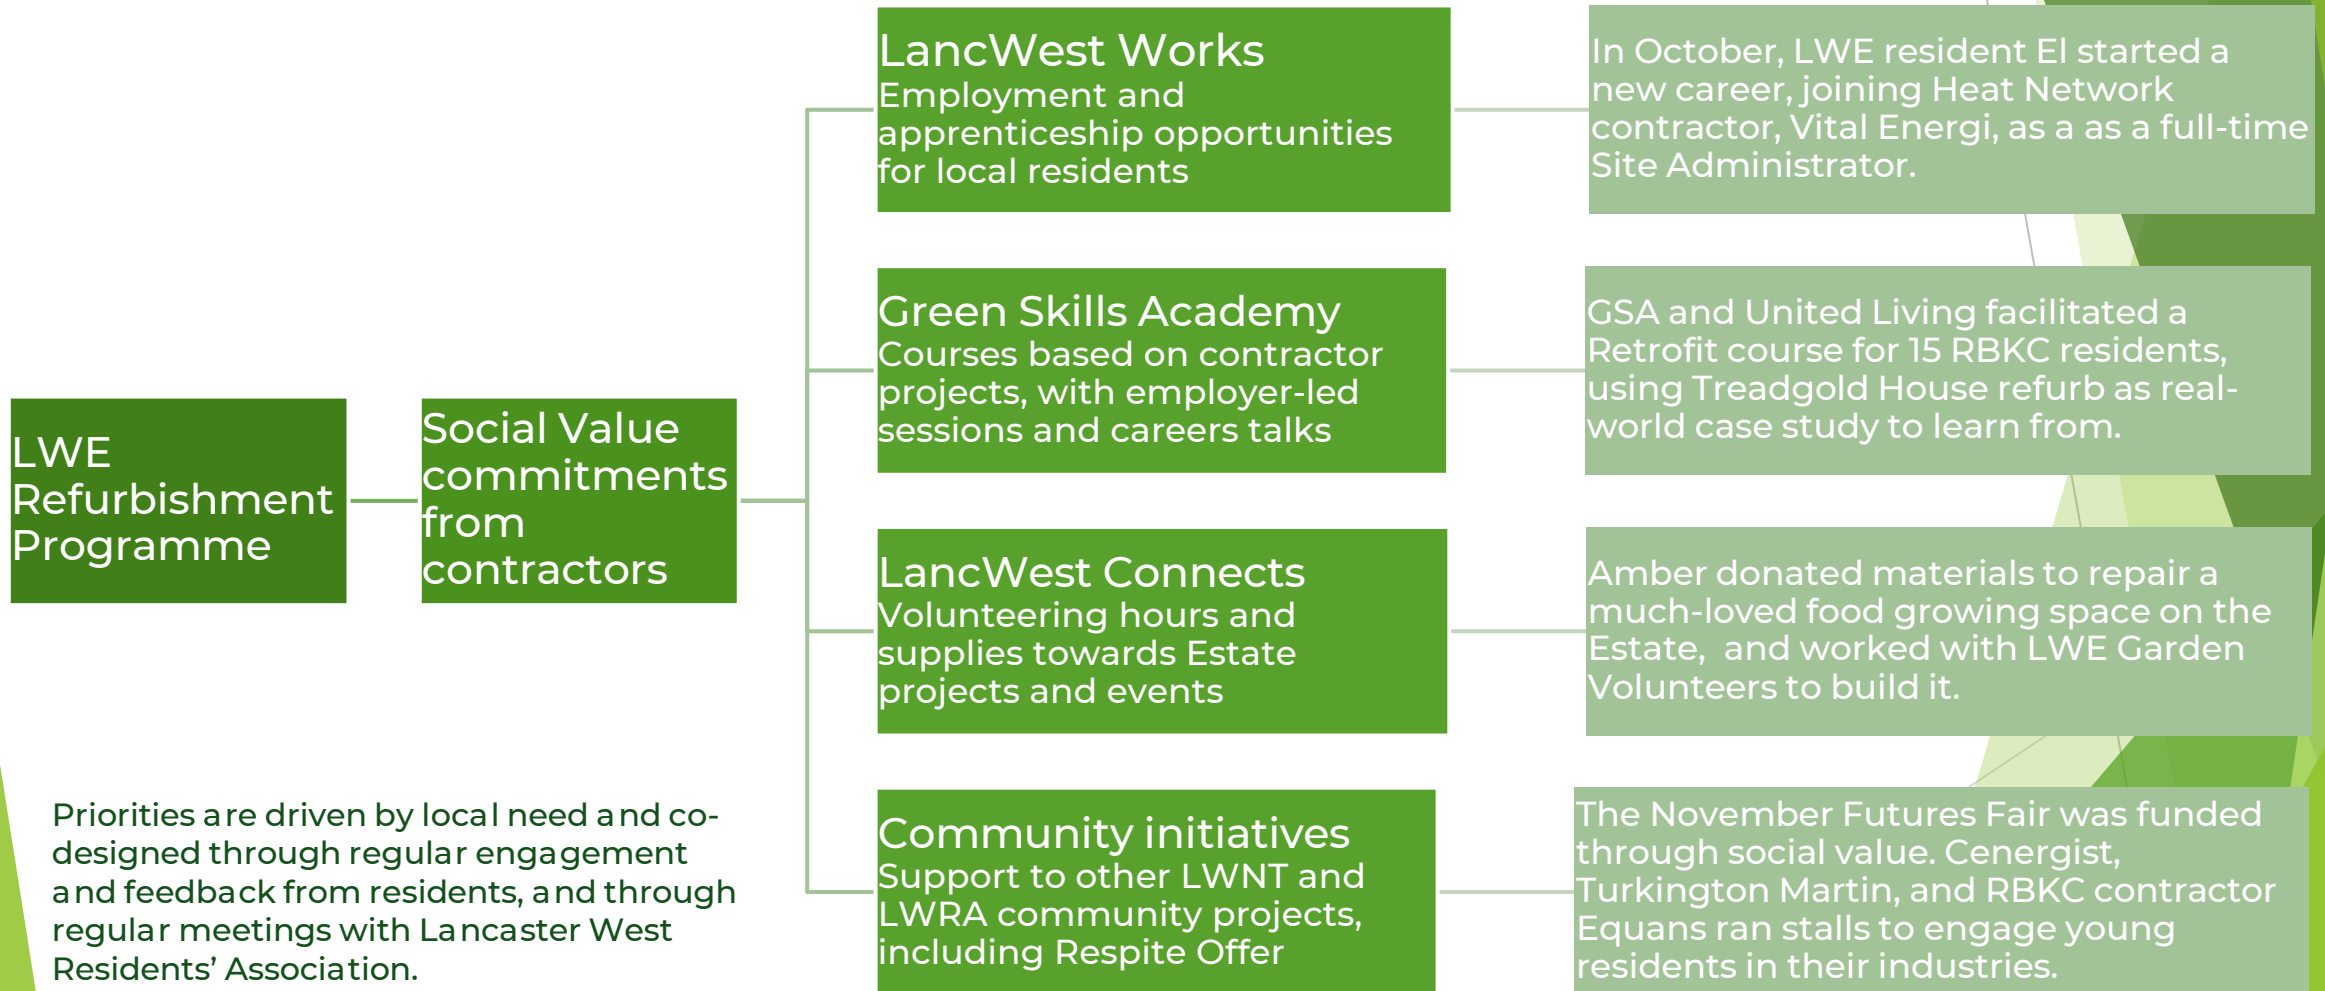 LWE
Refurbishment
Programme
Social Value
commitments
from
contractors
LancWest Works
Employment and
apprenticeship opportunities
for local residents
In October, LWE resident El started a
new career, joining Heat Network
contractor, Vital Energi, as a as a full-time
Site Administrator.
Green Skills Academy
Courses based on contractor
projects, with employer-led
sessions and careers talks
GSA and United Living facilitated a
Retrofit course for 15 RBKC residents,
using Treadgold House refurb as real-
world case study to learn from.
LancWest Connects
Volunteering hours and
supplies towards Estate
projects and events
Amber donated materials to repair a
much-loved food growing space on the
Estate,  and worked with LWE Garden
Volunteers to build it.
Community initiatives
Support to other LWNT and
LWRA community projects,
including Respite Offer
The November Futures Fair was funded
through social value. Cenergist,
Turkington Martin, and RBKC contractor
Equans ran stalls to engage young
residents in their industries.
Priorities are driven by local need and co-
designed through regular engagement
and feedback from residents, and through
regular meetings with Lancaster West
Residents’ Association.